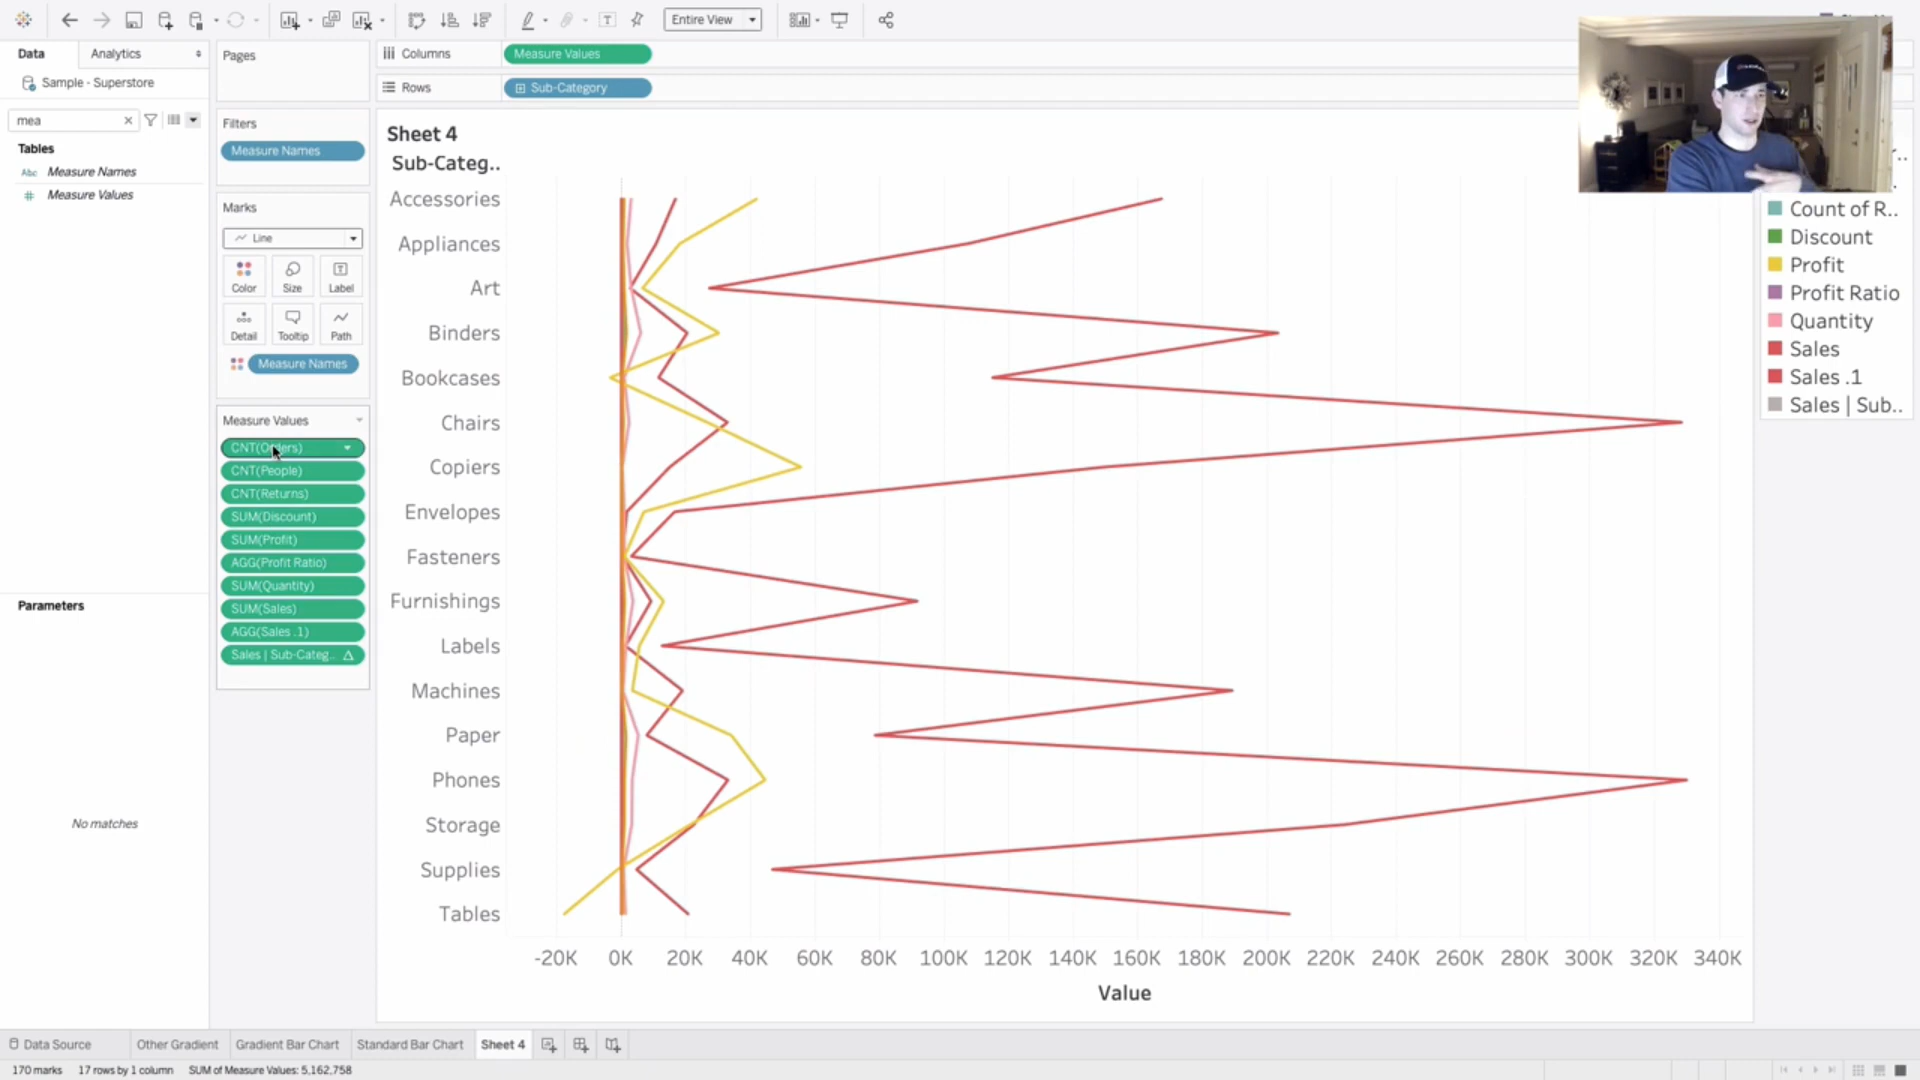 Entire View
Data
Analytics
Sample - Superstore
mea
Tables
Abc Measure Names
# Measure Values
Parameters
No matches
Pages
Filters
Measure Names
Marks
Line
Color
Size
Label
Detail
Tooltip
Path
Measure Names
Measure Values
CNT(Orders)
CNT(People)
CNT(Returns)
SUM(Discount)
SUM(Profit)
AGG(Profit Ratio)
SUM(Quantity)
SUM(Sales)
AGG(Sales .1)
Sales | Sub-Categ..
Columns
Measure Values
Rows
Sub-Category
Sheet 4
Sub-Categ..
Accessories
Appliances
Art
Binders
Bookcases
Chairs
Copiers
Envelopes
Fasteners
Furnishings
Labels
Machines
Paper
Phones
Storage
Supplies
Tables
-20K 0K 20K 40K 60K 80K 100K 120K 140K 160K 180K 200K 220K 240K 260K 280K 300K 320K 340K
Value
Count of R..
Discount
Profit
Profit Ratio
Quantity
Sales
Sales .1
Sales | Sub..
Data Source
Other Gradient
Gradient Bar Chart
Standard Bar Chart
Sheet 4
170 marks 17 rows by 1 column SUM of Measure Values: 5,162,758